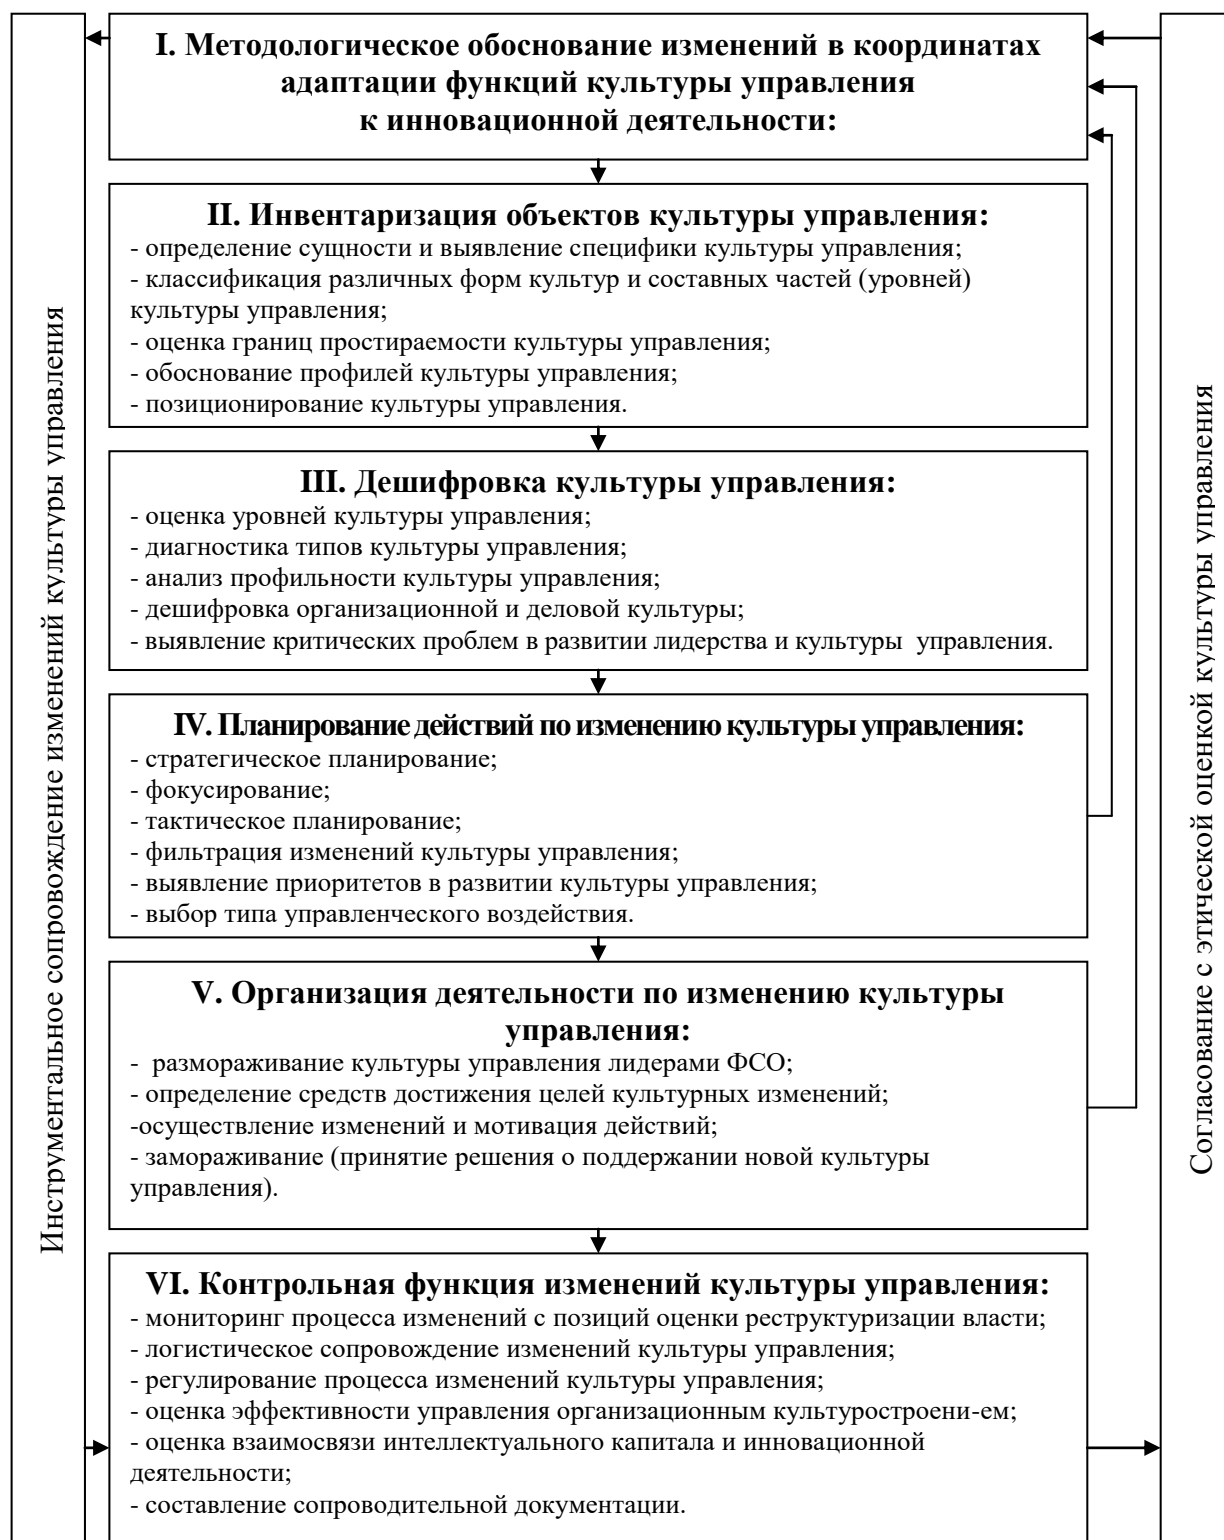 Инструментальное сопровождение изменений культуры управления
I. Методологическое обоснование изменений в координатах
адаптации функций культуры управления
к инновационной деятельности:
II. Инвентаризация объектов культуры управления:
- определение сущности и выявление специфики культуры управления;
- классификация различных форм культур и составных частей (уровней)
культуры управления;
- оценка границ простираемости культуры управления;
- обоснование профилей культуры управления;
- позиционирование культуры управления.
III. Дешифровка культуры управления:
- оценка уровней культуры управления;
- диагностика типов культуры управления;
- анализ профильности культуры управления;
- дешифровка организационной и деловой культуры;
- выявление критических проблем в развитии лидерства и культуры управления.
IV. Планирование действий по изменению культуры управления:
- стратегическое планирование;
- фокусирование;
- тактическое планирование;
- фильтрация изменений культуры управления;
- выявление приоритетов в развитии культуры управления;
- выбор типа управленческого воздействия.
V. Организация деятельности по изменению культуры
управления:
- размораживание культуры управления лидерами ФСО;
- определение средств достижения целей культурных изменений;
-осуществление изменений и мотивация действий;
- замораживание (принятие решения о поддержании новой культуры
управления).
VI. Контрольная функция изменений культуры управления:
- мониторинг процесса изменений с позиций оценки реструктуризации власти;
- логистическое сопровождение изменений культуры управления;
- регулирование процесса изменений культуры управления;
- оценка эффективности управления организационным культуростроени-ем;
- оценка взаимосвязи интеллектуального капитала и инновационной
деятельности;
- составление сопроводительной документации.
Согласование с этической оценкой культуры управления